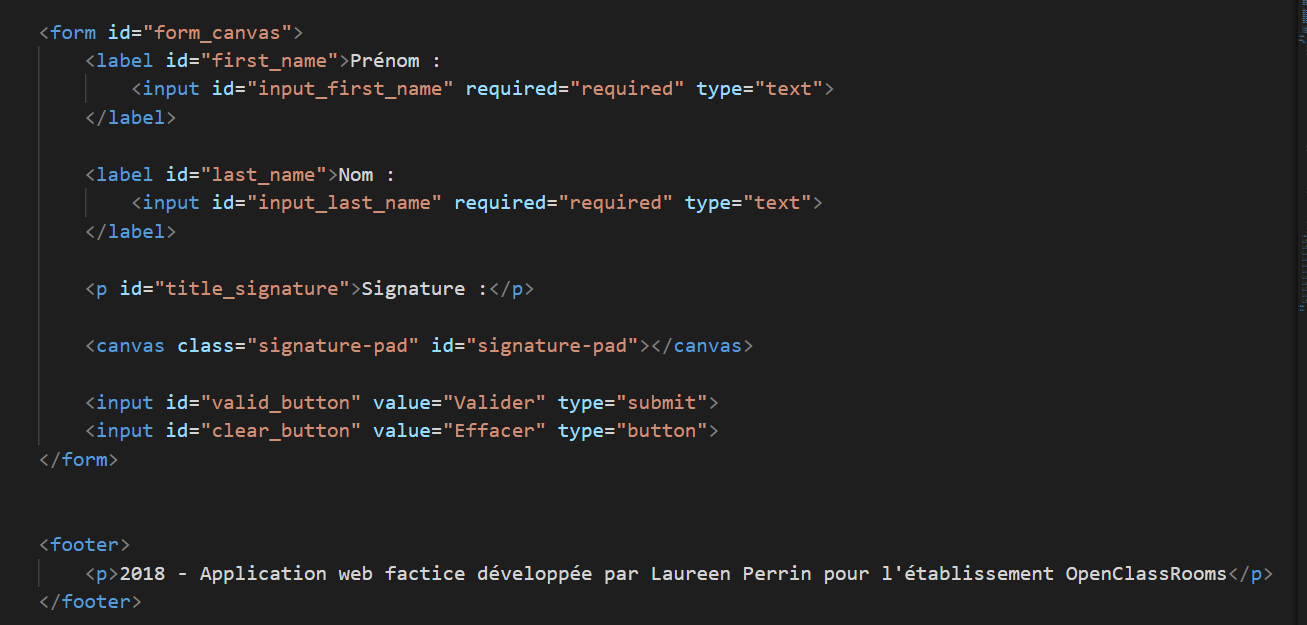 <form id="form_canvas">
<label id="first_name">Prénom :
<input id="input_first_name" required="required" type="text">
</label>
<label id="last_name">Nom :
<input id="input_last_name" required="required" type="text">
</label>
<p id="title_signature">Signature :</p>
<canvas class="signature-pad" id="signature-pad"></canvas>
<input id="valid_button" value="Valider" type="submit">
<input id="clear_button" value="Effacer" type="button">
</form>
<footer>
<p>2018 - Application web factice développée par Laureen Perrin pour l'établissement OpenClassRooms</p>
</footer>